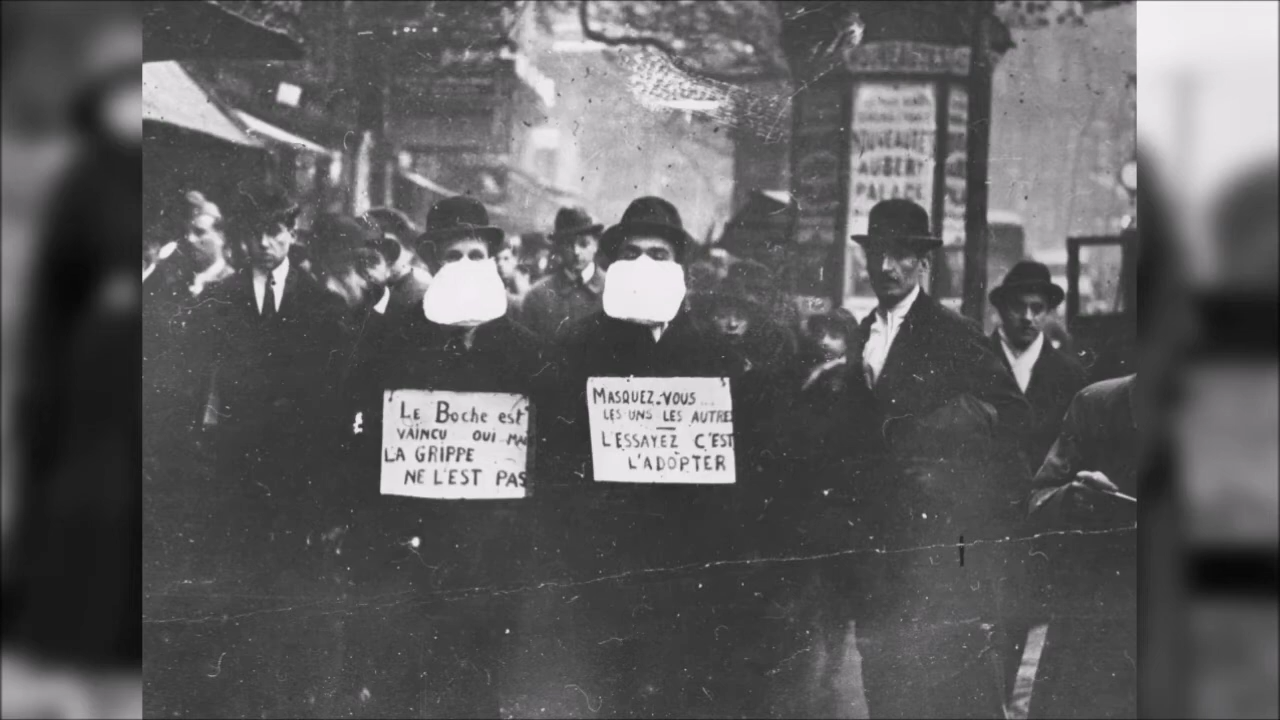 LE Boche est
VAINCU OUI MAI
LA GRIPPE
NE L'EST PAS
MASQUEZ-VOUS...
LES UNS LES AUTRE
L'ESSAYEZ C'EST
L'ADOPTER
AUBERT
PALACE